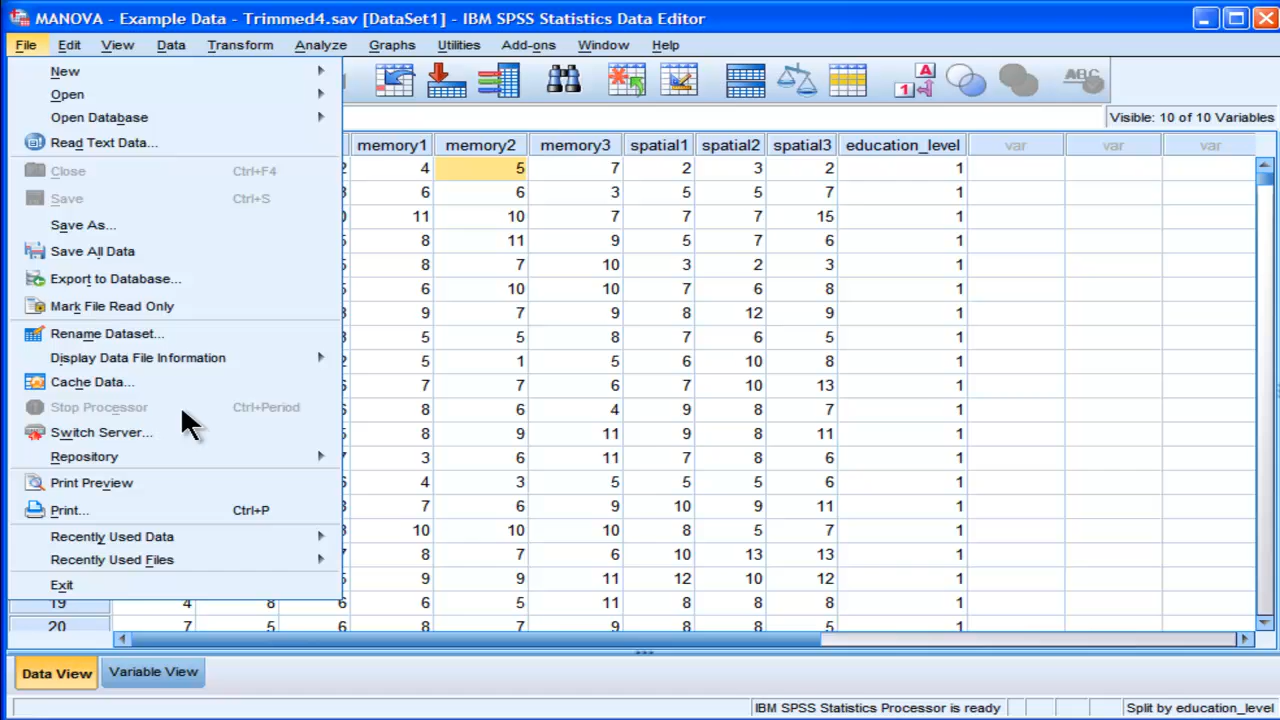 MANOVA - Example Data - Trimmed4.sav [DataSet1] - IBM SPSS Statistics Data Editor
File Edit View Data Transform Analyze Graphs Utilities Add-ons Window Help
New
Open
Open Database
Read Text Data...
Close Ctrl+F4
Save Ctrl+S
Save As...
Save All Data
Export to Database...
Mark File Read Only
Rename Dataset...
Display Data File Information
Cache Data...
Stop Processor Ctrl+Period
Switch Server...
Repository
Print Preview
Print... Ctrl+P
Recently Used Data
Recently Used Files
Exit
A
1
ABC
Visible: 10 of 10 Variables
memory1 memory2 memory3 spatial1 spatial2 spatial3 education_level var var var
4 5 7 2 3 2 1
6 6 3 5 5 7 1
11 10 7 7 7 15 1
8 11 9 5 7 6 1
8 7 10 3 2 3 1
6 10 10 7 6 8 1
9 7 9 8 12 9 1
5 5 8 7 6 5 1
5 1 5 6 10 8 1
7 7 6 7 10 13 1
8 6 4 9 8 7 1
8 9 11 9 8 11 1
3 6 11 7 8 6 1
4 3 5 5 5 6 1
7 6 9 10 9 11 1
10 10 10 8 5 7 1
8 7 6 10 13 13 1
9 9 11 12 10 12 1
19 4 8 6 6 5 11 8 8 8 1
20 7 5 6 8 7 9 8 8 5 1
Data View Variable View
IBM SPSS Statistics Processor is ready Split by education_level